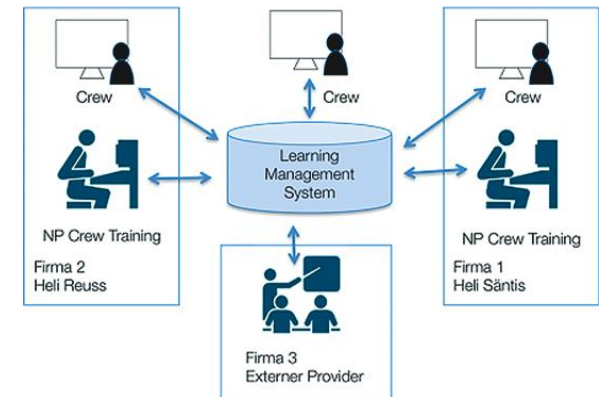 Crew
Crew
Crew
Learning
Management
System
NP Crew Training
Firma 2
Heli Reuss
NP Crew Training
Firma 1
Heli Säntis
Firma 3
Externer Provider